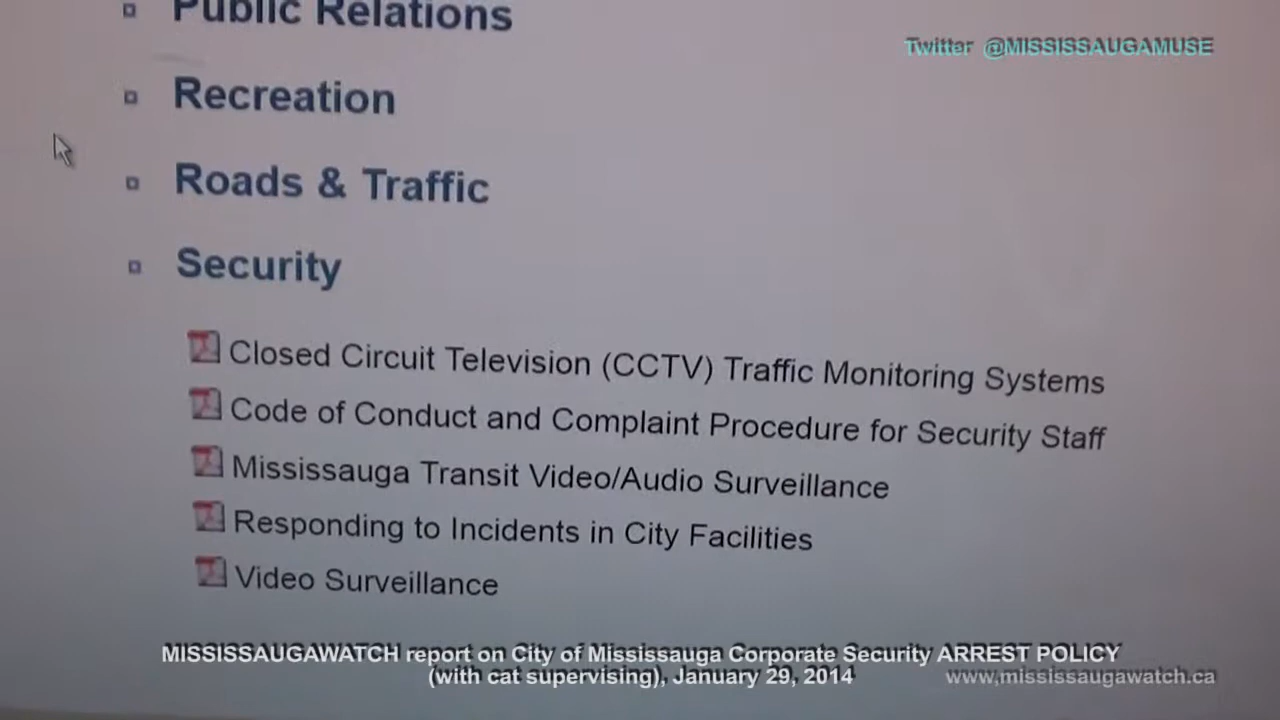 Public Relations
Twitter @MISSISSAUGAMUSE
Recreation
Roads & Traffic
Security
Closed Circuit Television (CCTV) Traffic Monitoring Systems
Code of Conduct and Complaint Procedure for Security Staff
Mississauga Transit Video/Audio Surveillance
Responding to Incidents in City Facilities
Video Surveillance
MISSISSAUGAWATCH report on City of Mississauga Corporate Security ARREST POLICY
(with cat supervising), January 29, 2014
www.mississaugawatch.ca